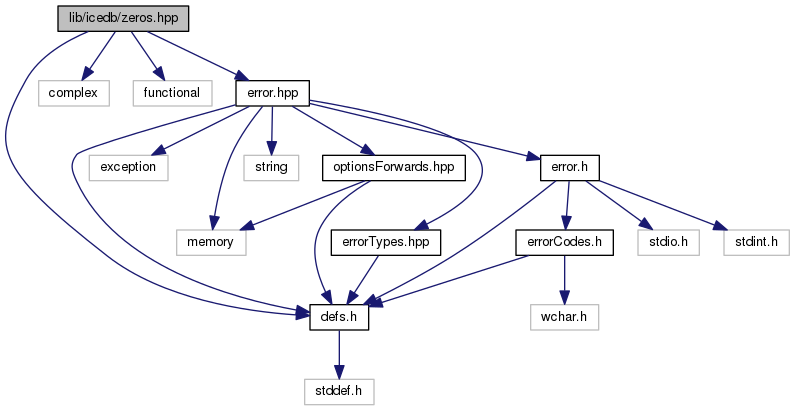 lib/icedb/zeros.hpp
complex
functional
error.hpp
exception
string
optionsForwards.hpp
error.h
memory
errorTypes.hpp
errorCodes.h
stdio.h
stdint.h
defs.h
wchar.h
stddef.h